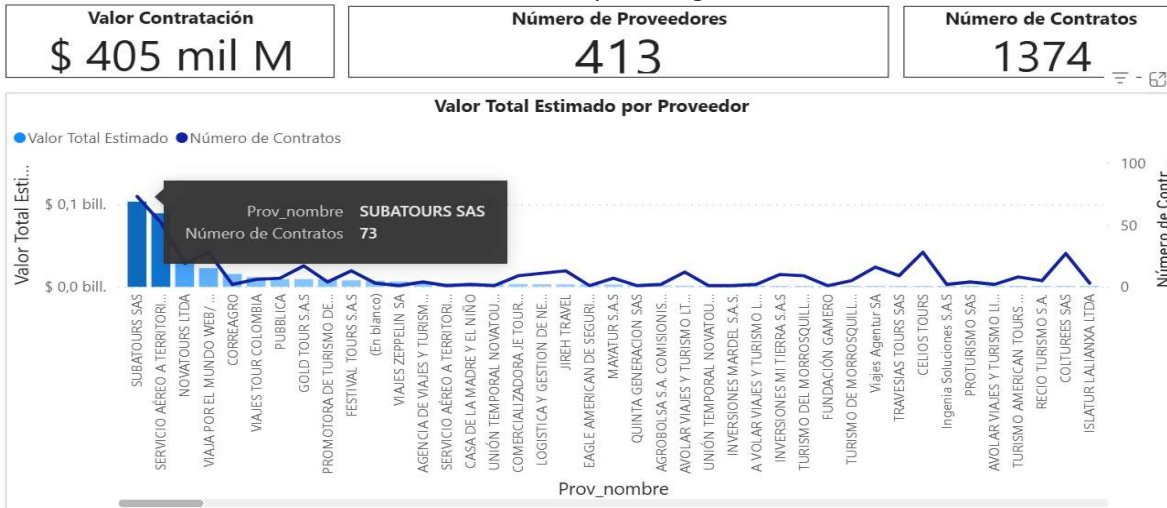 Valor Contratación
$ 405 mil M
Número de Proveedores
413
Número de Contratos
1374
Valor Total Estimado por Proveedor
Valor Total Estimado Número de Contratos
Valor Total Esti...
$ 0,1 bill.
$ 0,0 bill.
100
50
0
Número de Contr...
Prov_nombre SUBATOURS SAS
Número de Contratos 73
SUBATOURS SAS
SERVICIO AÉREO A TERRITORI...
NOVATOURS LTDA
VIAJA POR EL MUNDO WEB/...
CORREAGRO
VIAJES TOUR COLOMBIA
PUBBLICA
GOLD TOUR S.A.S
PROMOTORA DE TURISMO DE...
FESTIVAL TOURS S.A.S
(En blanco)
VIAJES ZEPPELIN SA
AGENCIA DE VIAJES Y TURISM...
SERVICIO AÉREO A TERRITORI...
CASA DE LA MADRE Y EL NIÑO
UNIÓN TEMPORAL NOVATOU...
COMERCIALIZADORA JE TOUR...
LOGISTICA Y GESTION DE NE...
JIREH TRAVEL
EAGLE AMERICAN DE SEGURI...
MAYATUR S.A.S
QUINTA GENERACION SAS
AGROBOLSA S.A. COMISIONIS...
AVOLAR VIAJES Y TURISMO LT...
UNIÓN TEMPORAL NOVATOU...
INVERSIONES MARDEL S.A.S.
A VOLAR VIAJES Y TURISMO L...
INVERSIONES MI TIERRA S.A.S
TURISMO DEL MORROSQUILL...
FUNDACIÓN GAMERO
TURISMO DE MORROSQUILL...
Viajes Agentur SA
TRAVESIAS TOURS SAS
CELIOS TOURS
Ingenia Soluciones S.A.S
PROTURISMO SAS
AVOLAR VIAJES Y TURISMO LI...
TURISMO AMERICAN TOURS ...
RECIO TURISMO S.A.
COLTUREES SAS
ISLATUR LALIANXA LTDA
Prov_nombre